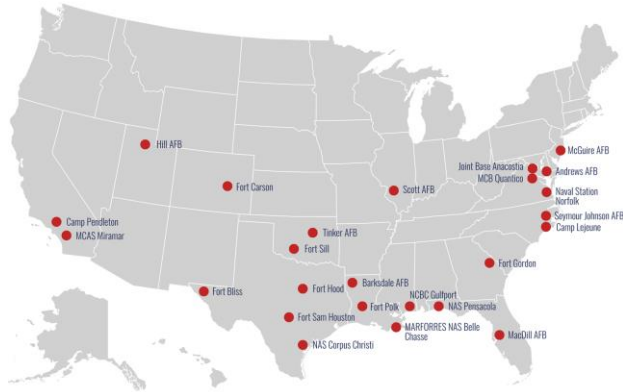 McGuire AFB
Hill AFB
Joint Base Anacostia
Andrews AFB
MCB Quantico
Fort Carson
Scott AFB
Naval Station
Norfolk
Seymour Johnson AFB
Camp Pendleton
Camp Lejeune
MCAS Miramar
Tinker AFB
Fort Sill
Fort Gordon
Barksdale AFB
Fort Bliss
Fort Hood
NCBC Gulfport
Fort Polk
NAS Pensacola
Fort Sam Houston
MARFORRES NAS Belle
Chasse
MacDill AFB
NAS Corpus Christi